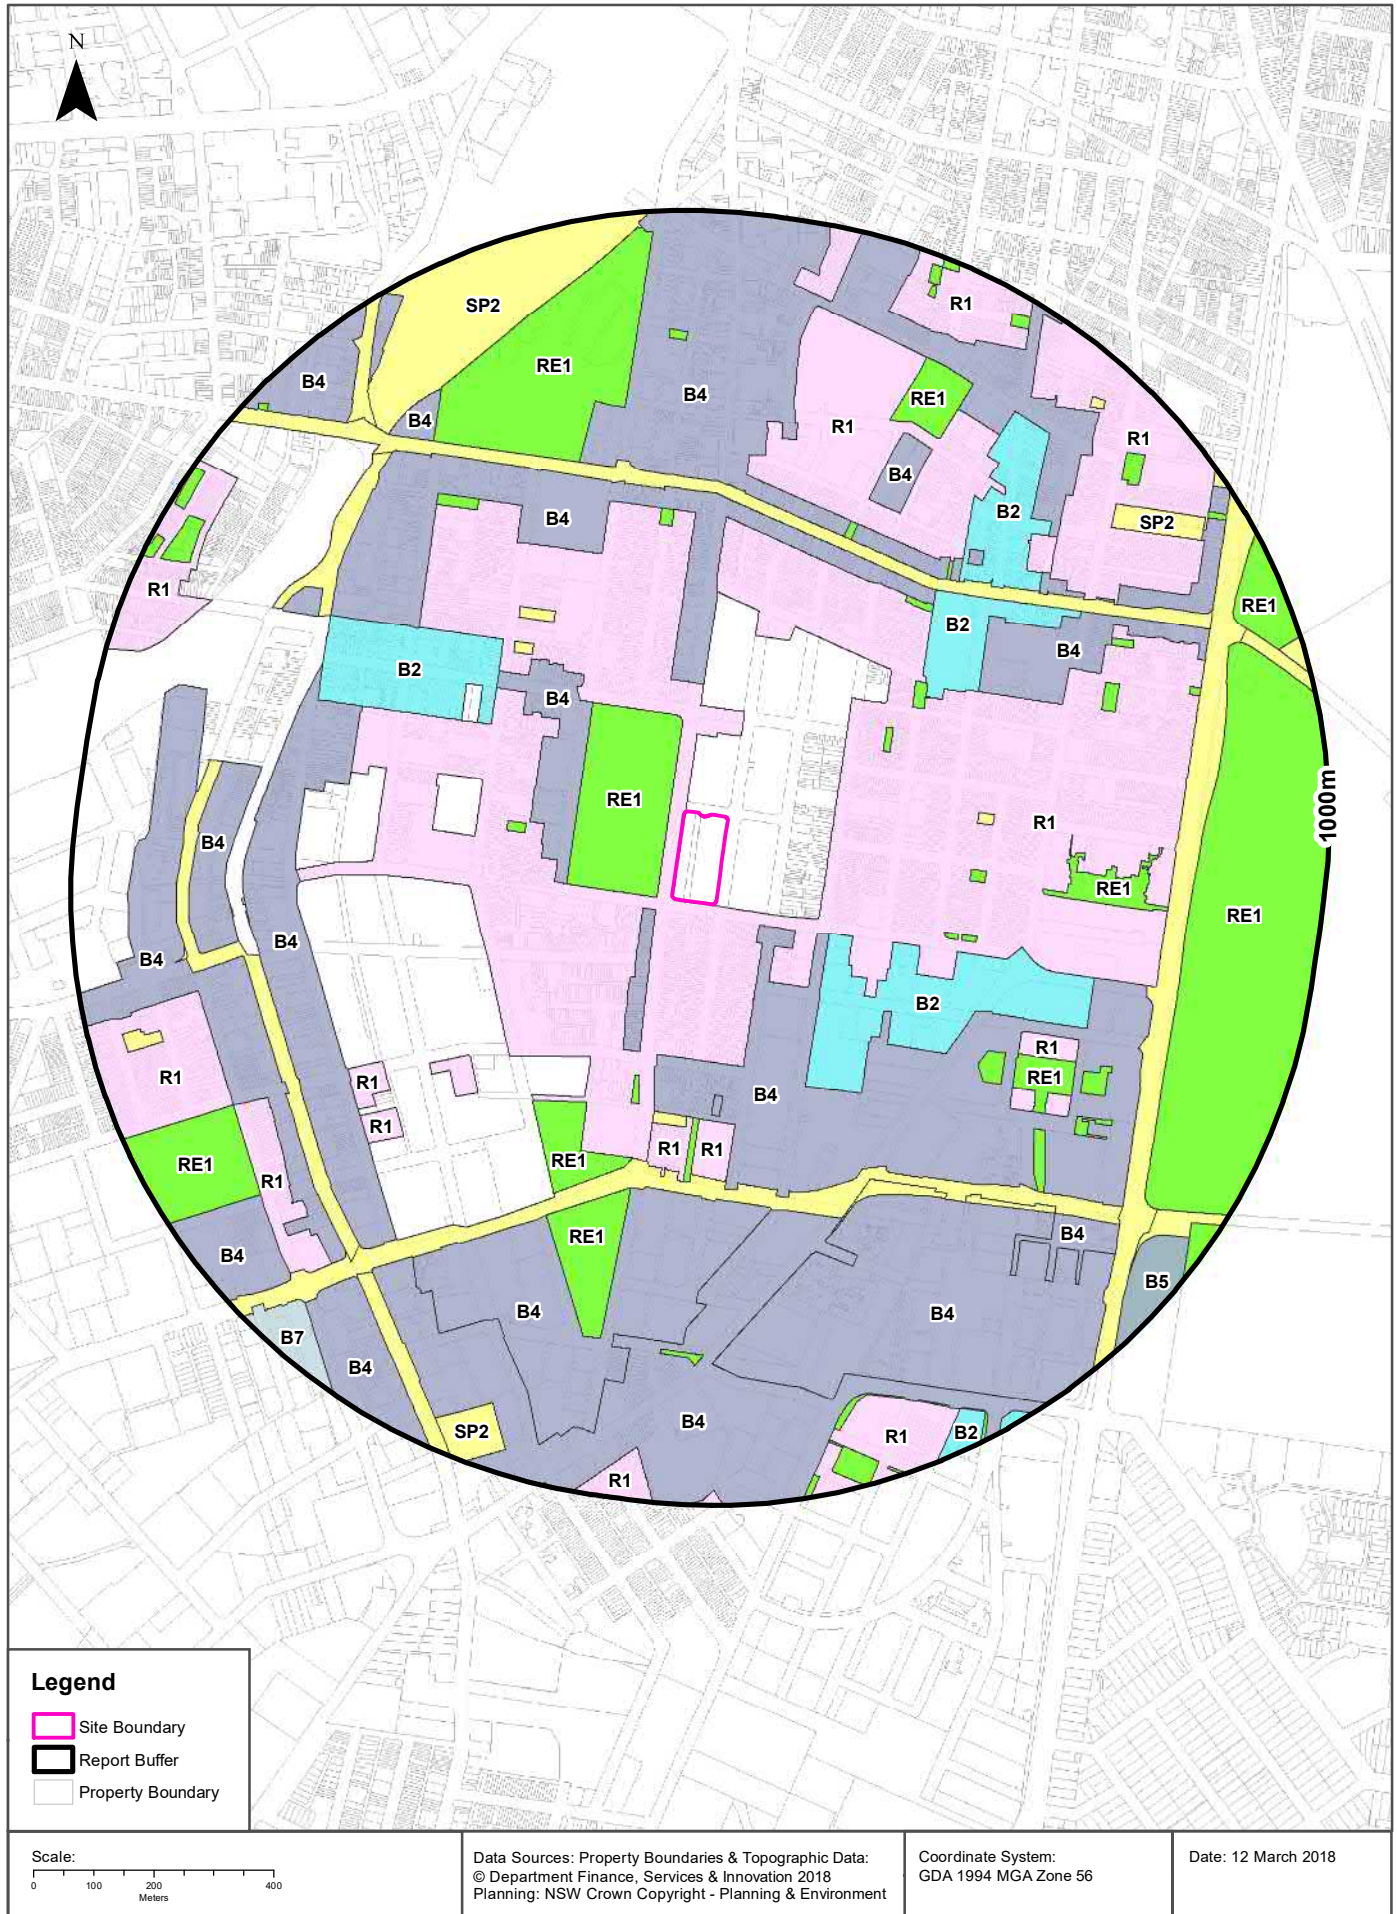 N
SP2
R1
RE1
B4
B4
RE1
B4
B4
R1
R1
B4
B2
SP2
B4
R1
RE1
B2
B4
B2
B4
RE1
R1
B4
RE1
RE1
1000m
B4
B4
B2
R1
RE1
R1
R1
B4
R1
R1
R1
RE1
RE1
R1
B4
RE1
B4
B5
B4
B4
B7
B4
B4
SP2
R1
B2
R1
Legend
Site Boundary
Report Buffer
Property Boundary
Scale:
0 100 200 400
Meters
Data Sources: Property Boundaries & Topographic Data:
© Department Finance, Services & Innovation 2018
Planning: NSW Crown Copyright - Planning & Environment
Coordinate System:
GDA 1994 MGA Zone 56
Date: 12 March 2018